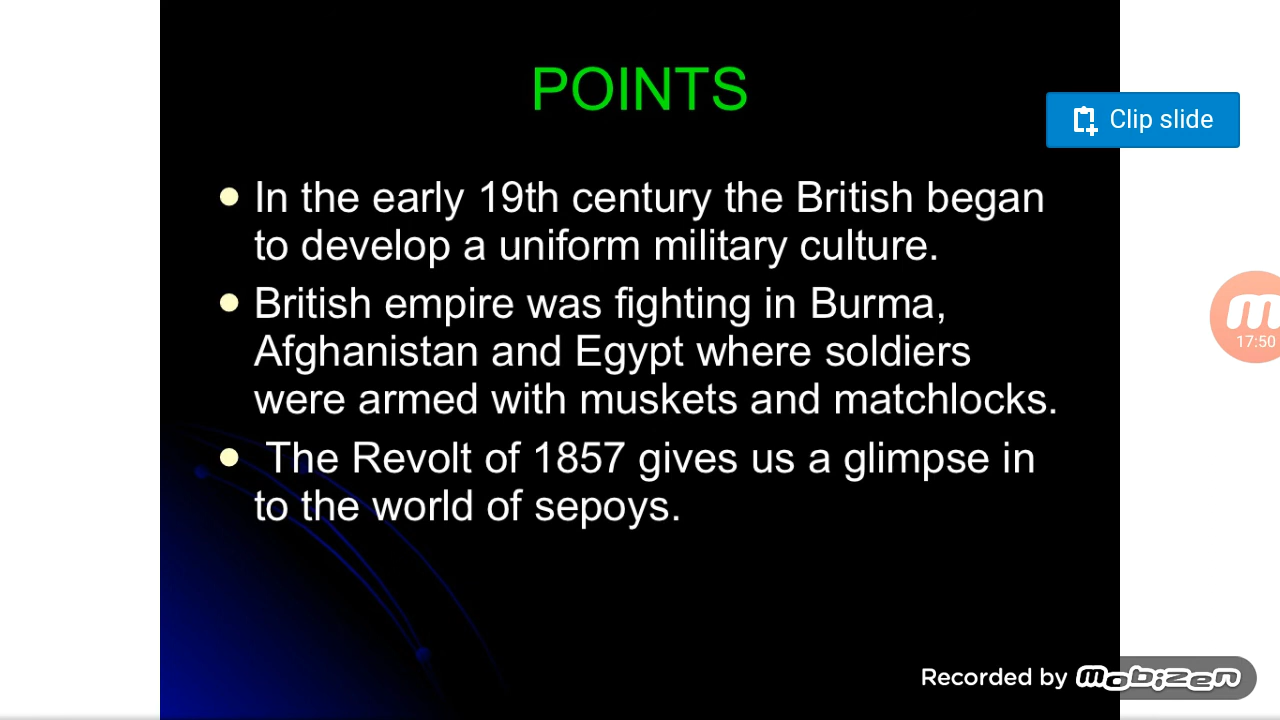 POINTS
Clip slide
In the early 19th century the British began
to develop a uniform military culture.
British empire was fighting in Burma,
Afghanistan and Egypt where soldiers
were armed with muskets and matchlocks.
17:50
The Revolt of 1857 gives us a glimpse in
to the world of sepoys.
Recorded by mobizen